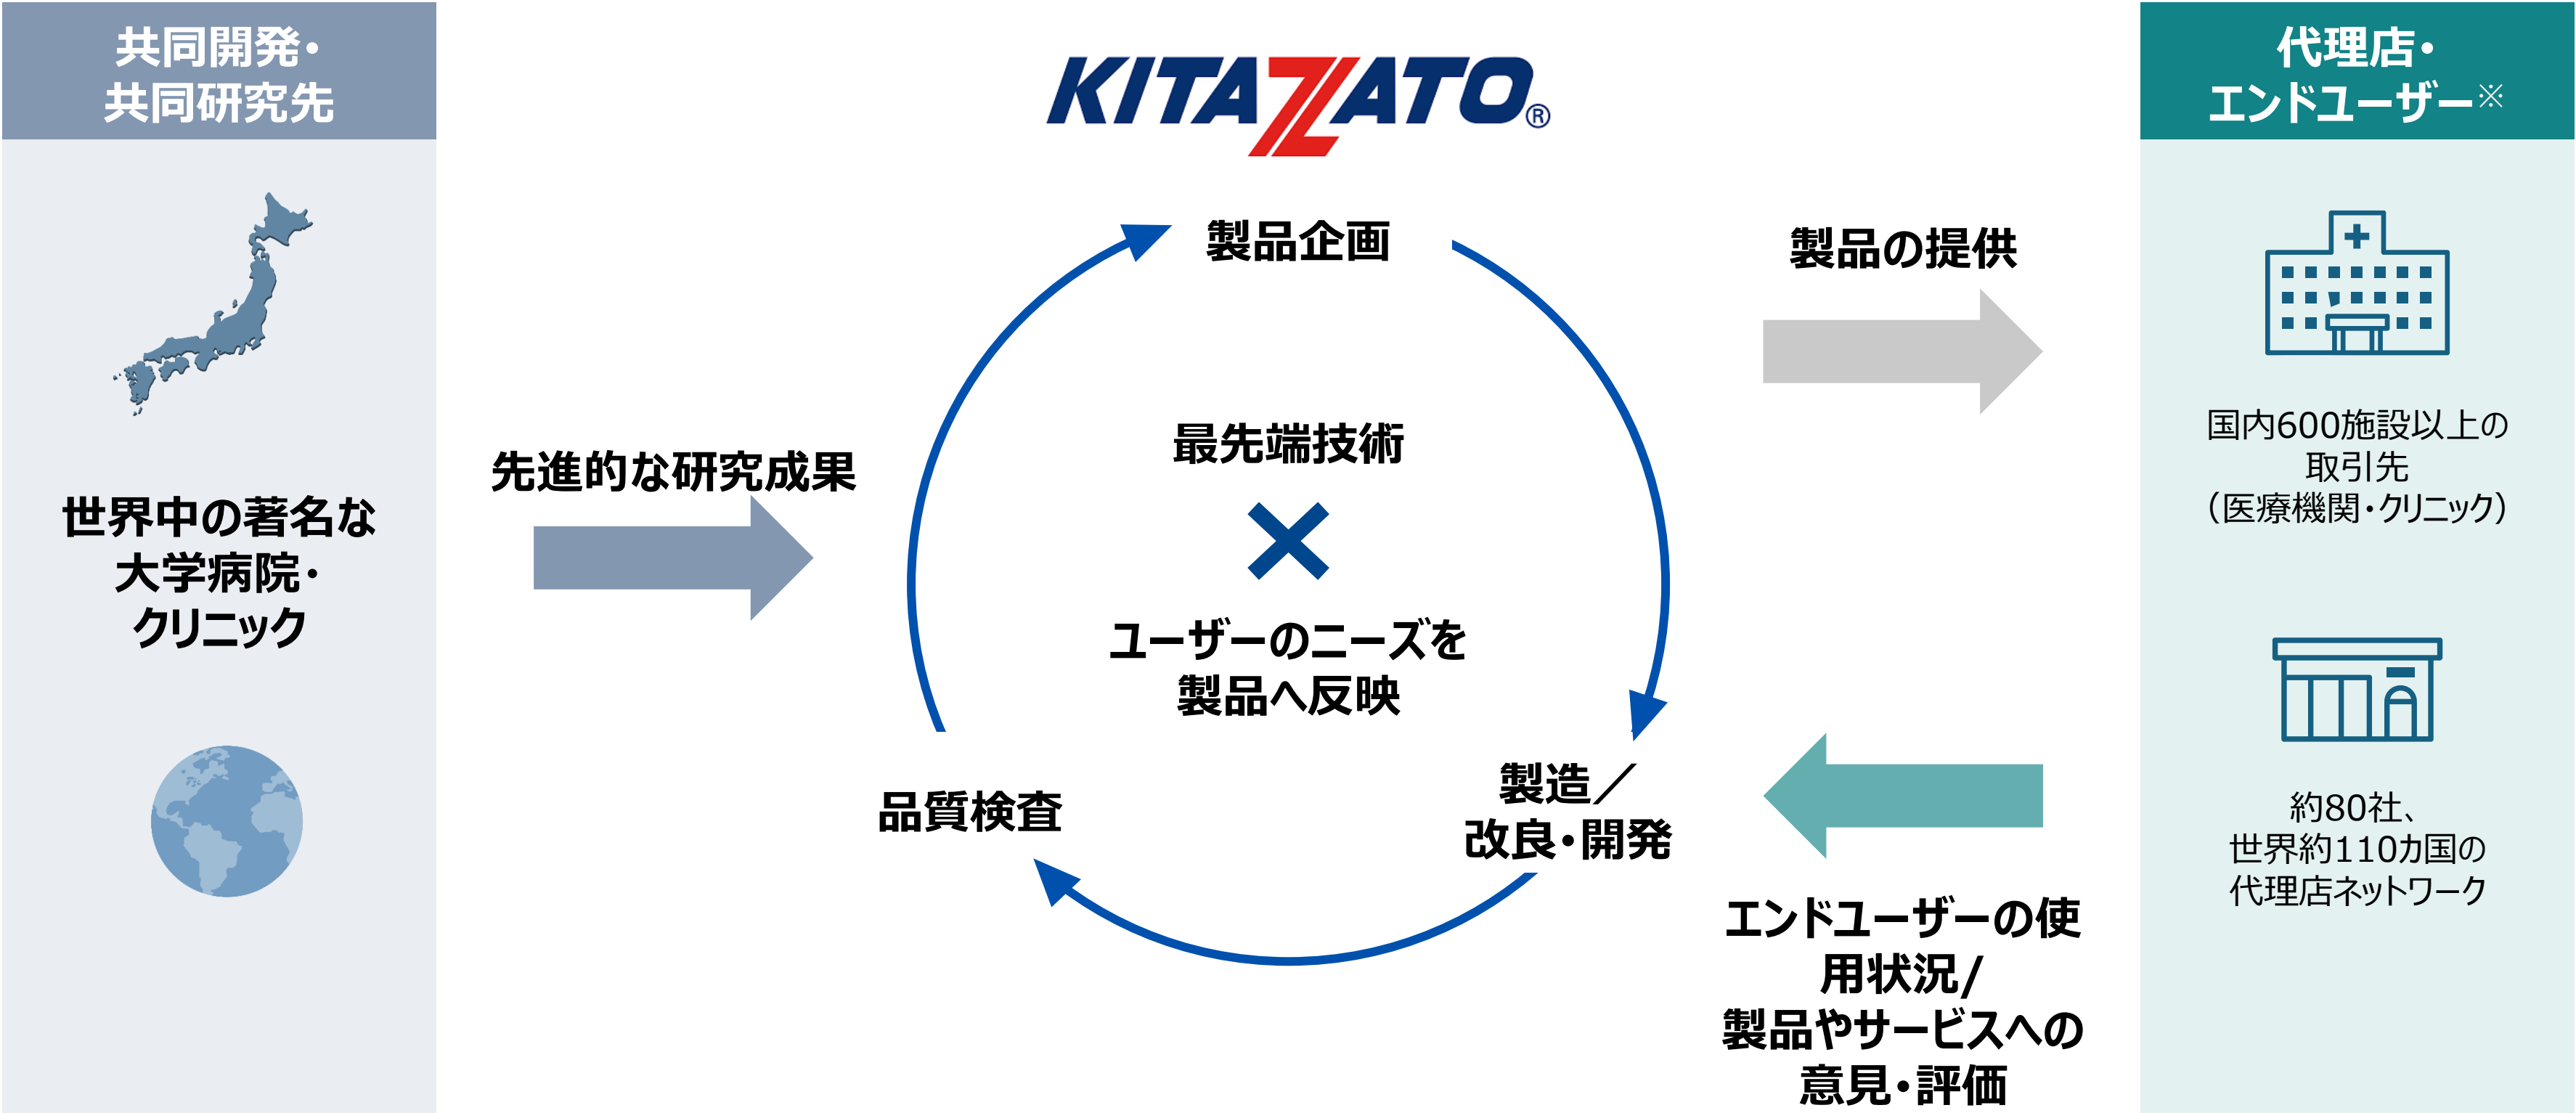 共同開発・
共同研究先
世界中の著名な
大学病院・
クリニック
先進的な研究成果
KITAZATO®
製品企画
最先端技術
×
ユーザーのニーズを
製品へ反映
品質検査
製造／
改良・開発
製品の提供
エンドユーザーの使
用状況/
製品やサービスへの
意見・評価
代理店・
エンドユーザー※
国内600施設以上の
取引先
（医療機関・クリニック）
約80社、
世界約110カ国の
代理店ネットワーク